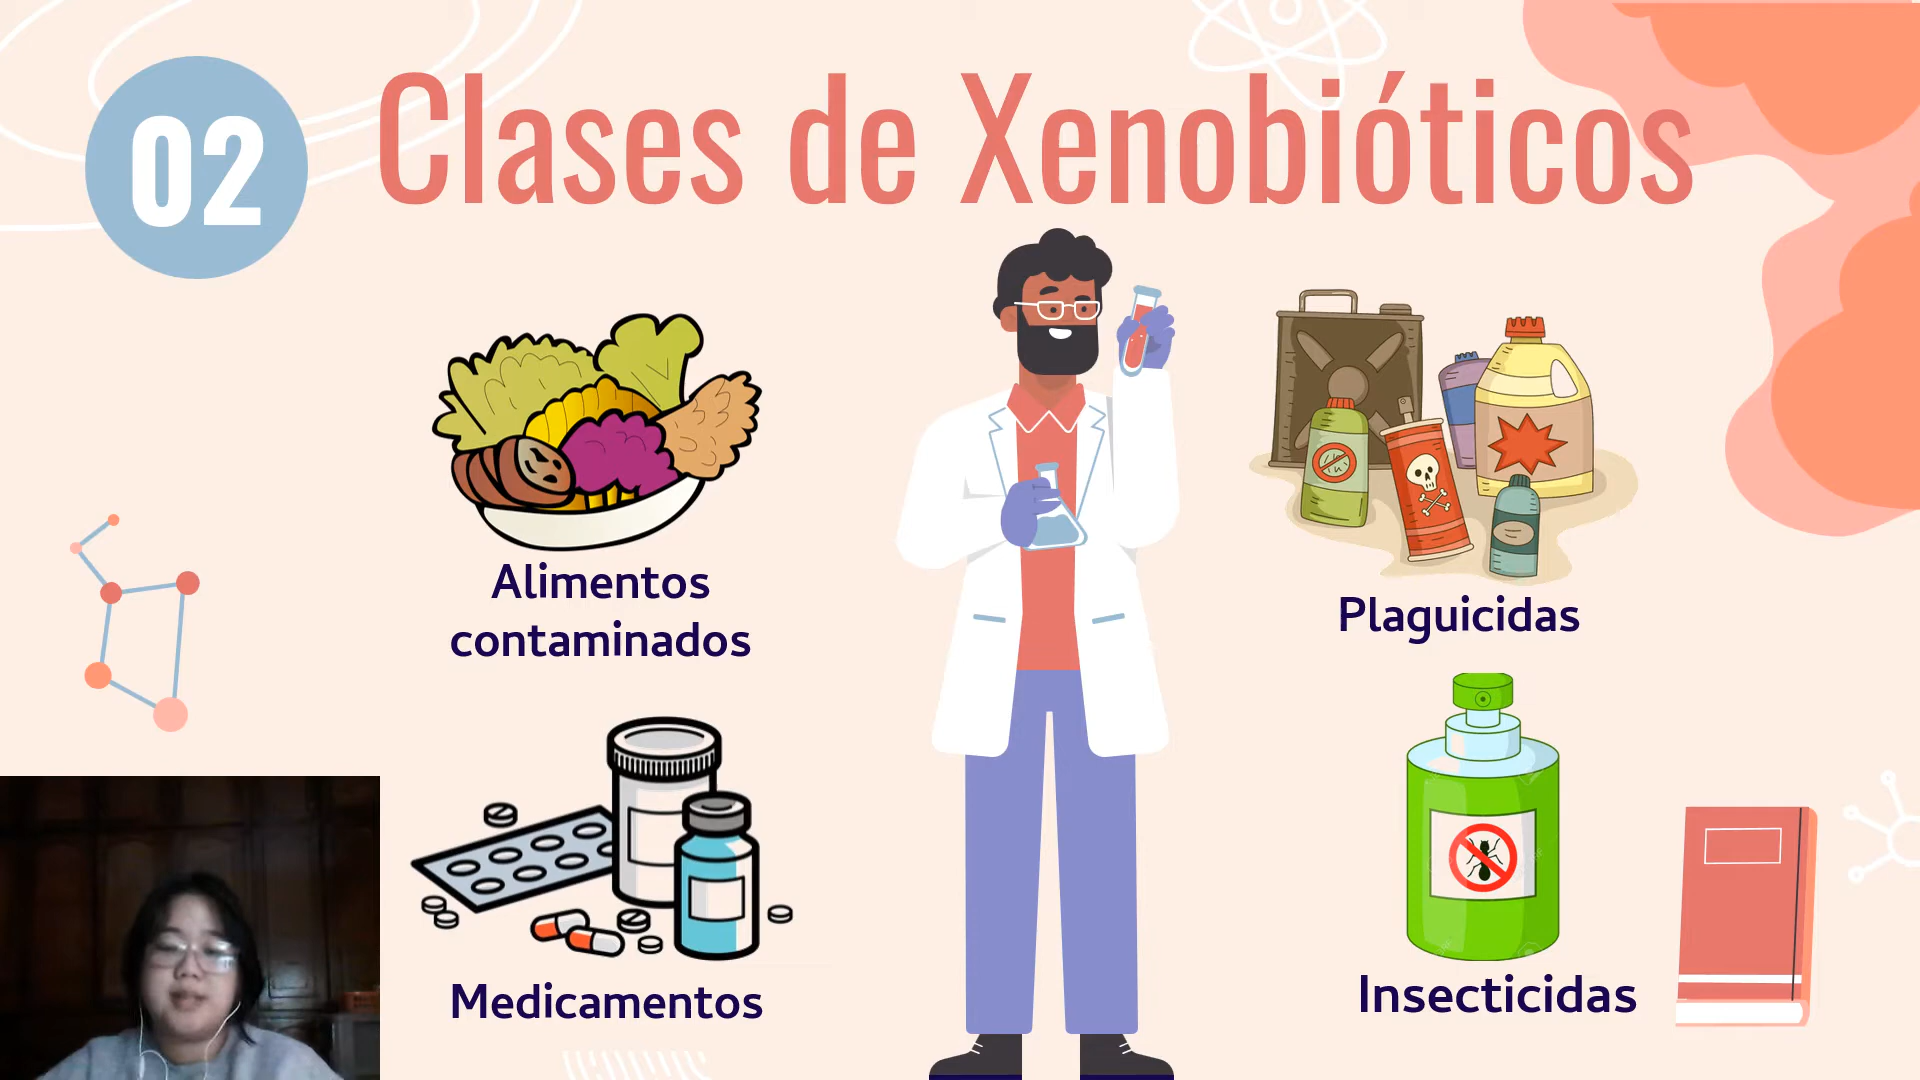 02
Clases de Xenobióticos
Alimentos
contaminados
Plaguicidas
Medicamentos
Insecticidas